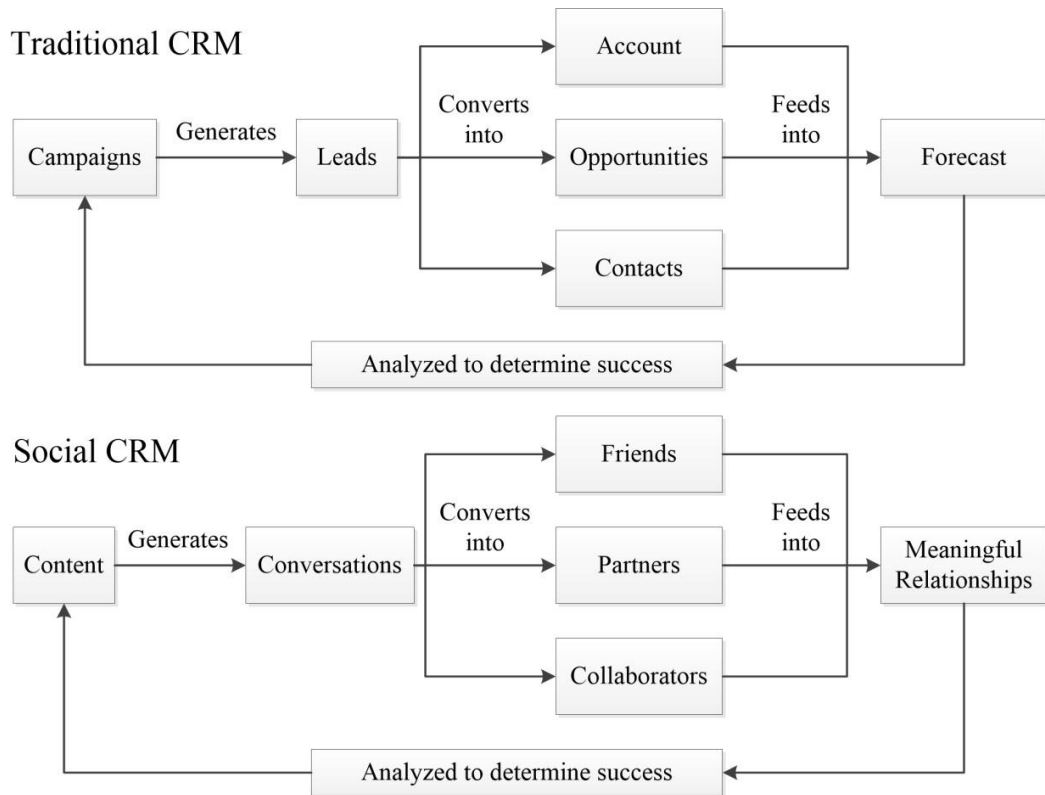 Traditional CRM
Campaigns
Generates
Leads
Converts
into
Account
Opportunities
Contacts
Feeds
into
Forecast
Analyzed to determine success
Social CRM
Content
Generates
Conversations
Converts
into
Friends
Partners
Collaborators
Feeds
into
Meaningful
Relationships
Analyzed to determine success